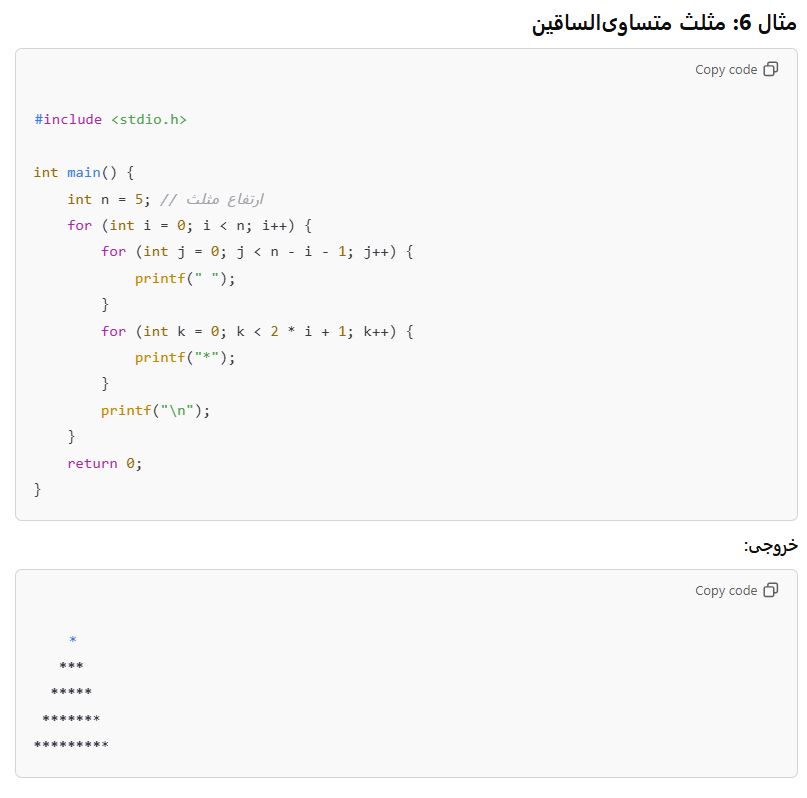 مثال 6: مثلث متساوی‌الساقین
Copy code
#include <stdio.h>
int main() {
    int n = 5; // ارتفاع مثلث
    for (int i = 0; i < n; i++) {
        for (int j = 0; j < n - i - 1; j++) {
            printf(" ");
        }
        for (int k = 0; k < 2 * i + 1; k++) {
            printf("*");
        }
        printf("\n");
    }
    return 0;
}
خروجی:
Copy code
    *
   ***
  *****
 *******
*********